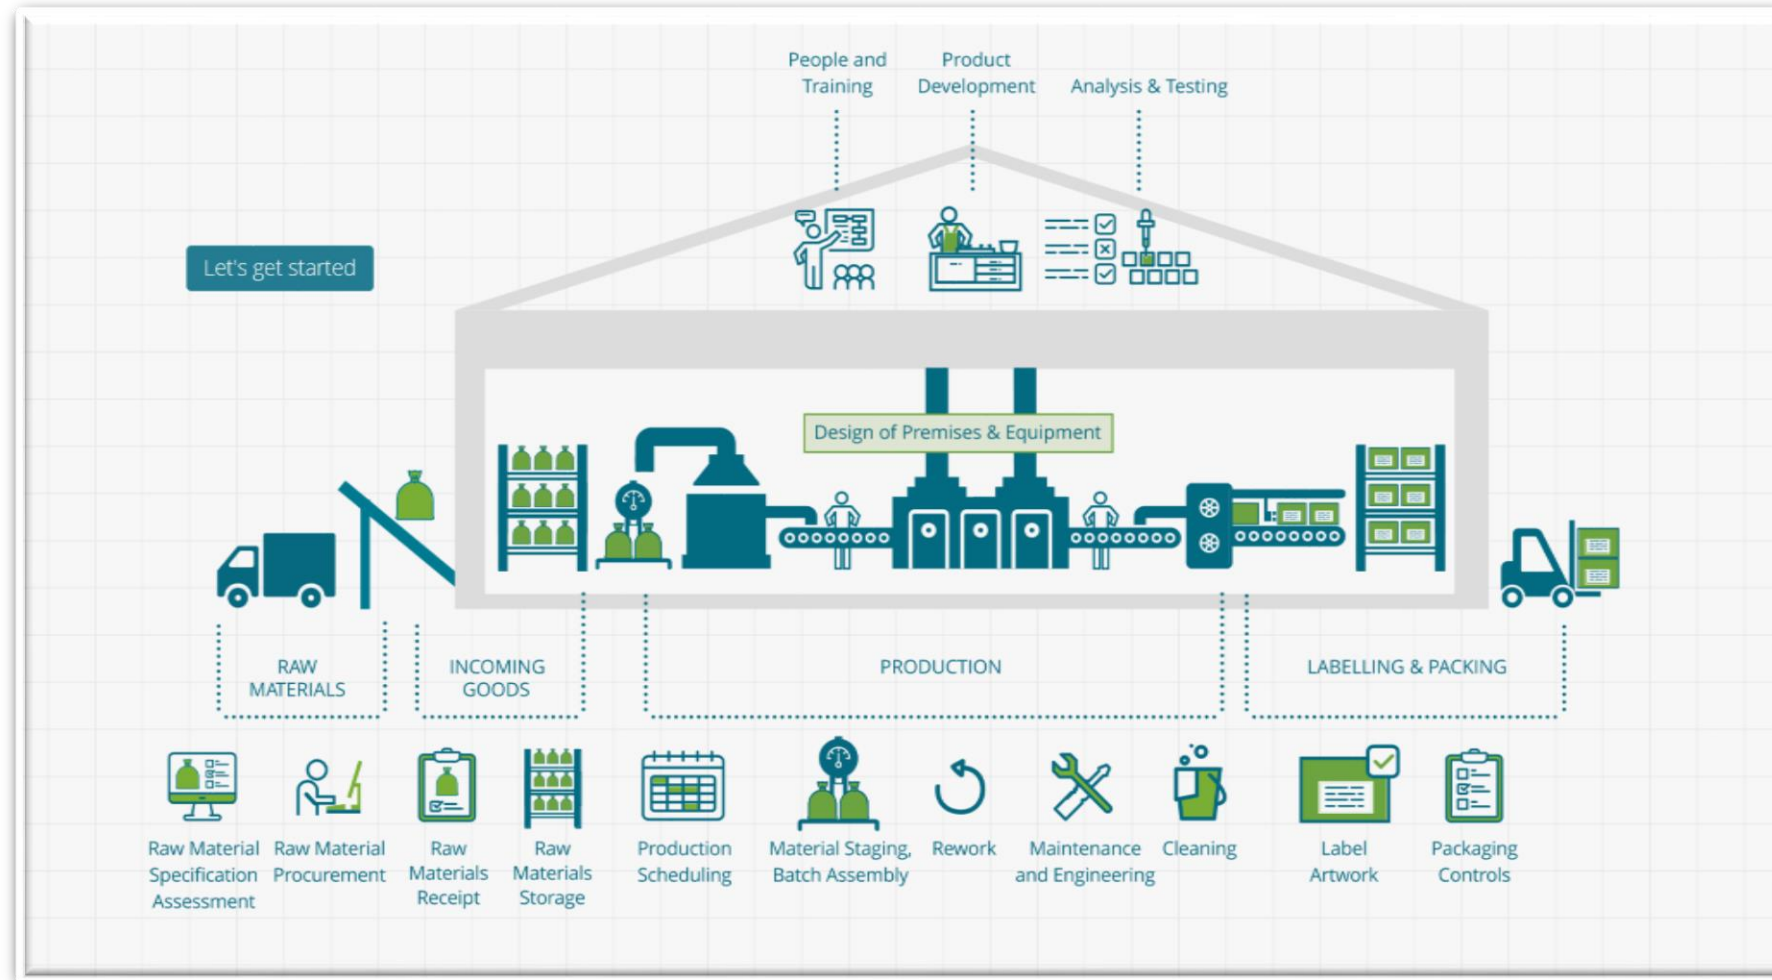 People and
Training
Product
Development
Analysis & Testing
Let's get started
Design of Premises & Equipment
RAW
MATERIALS
INCOMING
GOODS
PRODUCTION
LABELLING & PACKING
Raw Material
Specification
Assessment
Raw Material
Procurement
Raw
Materials
Receipt
Raw
Materials
Storage
Production
Scheduling
Material Staging,
Batch Assembly
Rework
Maintenance
and Engineering
Cleaning
Label
Artwork
Packaging
Controls